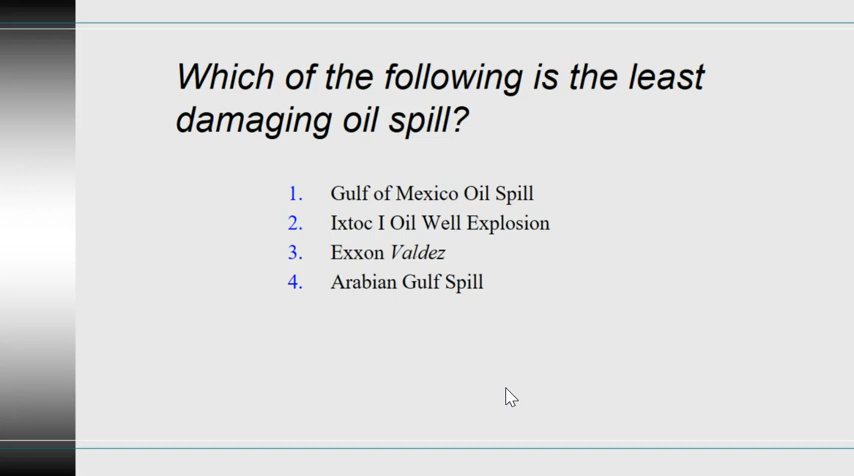 Which of the following is the least
damaging oil spill?
1. Gulf of Mexico Oil Spill
2. Ixtoc I Oil Well Explosion
3. Exxon Valdez
4. Arabian Gulf Spill